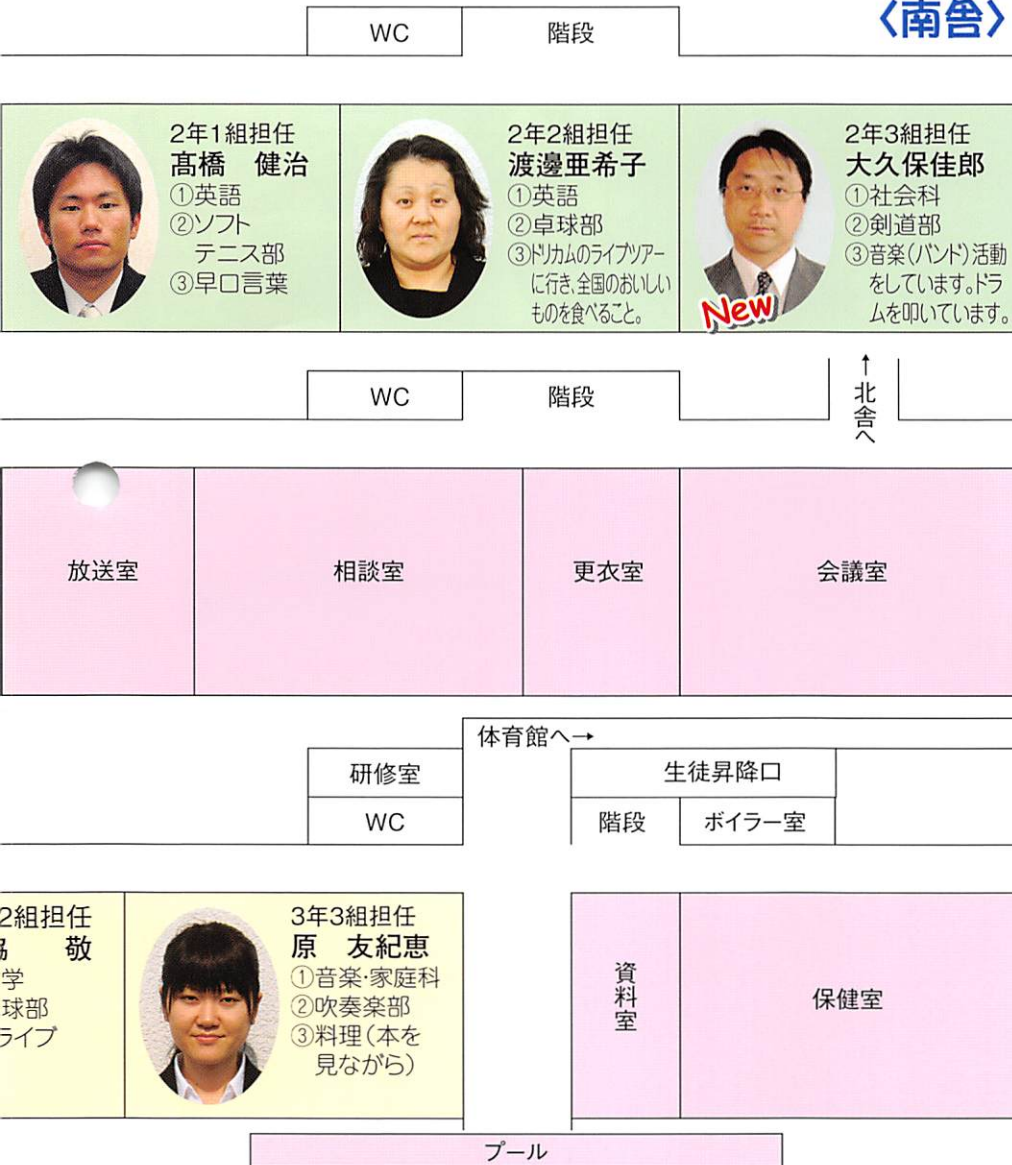 〈南舎〉
WC
階段
2年1組担任
髙橋 健治
①英語
②ソフト
テニス部
③早口言葉
2年2組担任
渡邊亜希子
①英語
②卓球部
③ドリカムのライブツアー
に行き、全国のおいしい
ものを食べること。
2年3組担任
大久保佳郎
①社会科
②剣道部
③音楽(バンド)活動
をしています。ドラ
ムを叩いています。
New
WC
階段
↑北舎へ
放送室
相談室
更衣室
会議室
体育館へ→
研修室
生徒昇降口
WC
階段
ボイラー室
2組担任
敬
学
球部
ライブ
3年3組担任
原 友紀恵
①音楽・家庭科
②吹奏楽部
③料理(本を
見ながら)
資料室
保健室
プール